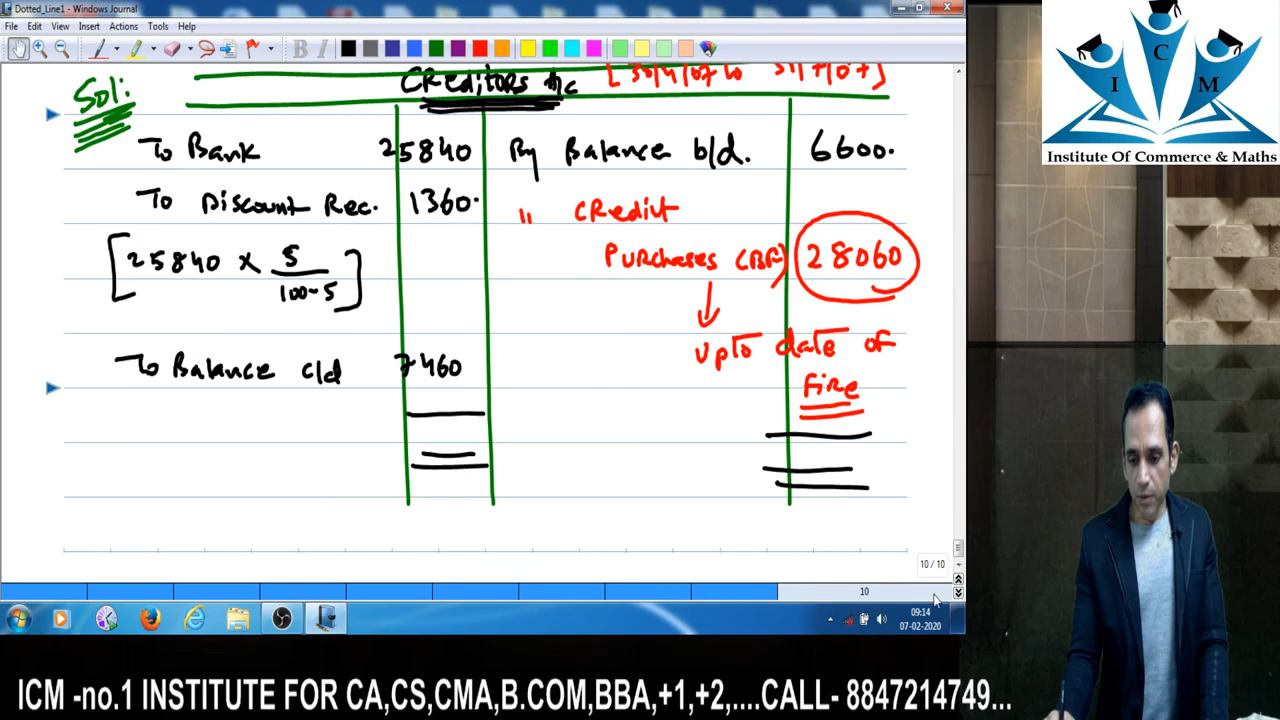 Dotted_Line1 - Windows Journal
File Edit View Insert Actions Tools Help
Sol:
CReditors A/c
To Bank 25840 By Balance b/d. 6600.
To Discount Rec. 1360.
" CRedit
Purchases (BF) 28060
[25840 × 5
100-5]
upto date of
Fire
To Balance c/d 7460
10 / 10
10
09:14
07-02-2020
I C M
Institute Of Commerce & Maths
ICM -no.1 INSTITUTE FOR CA,CS,CMA,B.COM,BBA,+1,+2,....CALL- 8847214749...